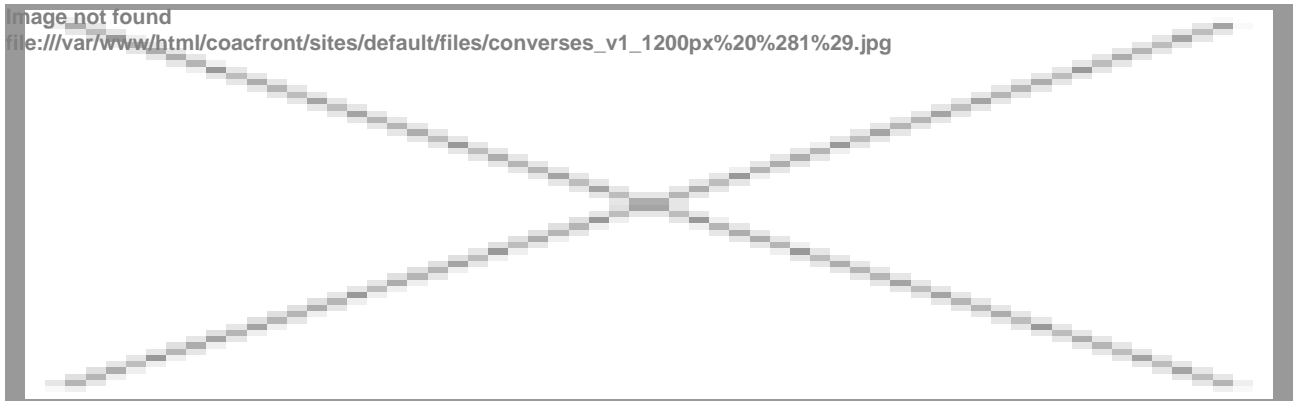 Image not found
file:///var/www/html/coacfront/sites/default/files/converses_v1_1200px%20%281%29.jpg